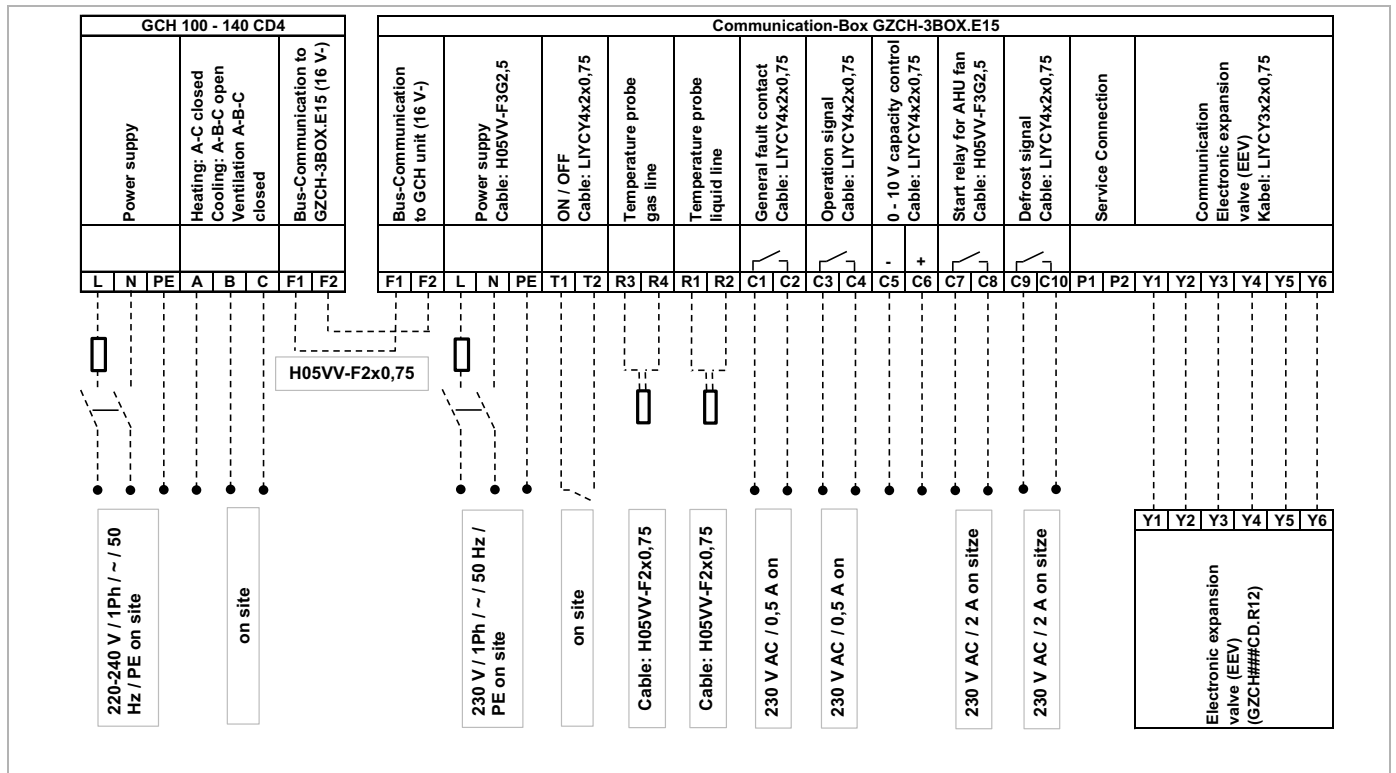 GCH 100 - 140 CD4
Communication-Box GZCH-3BOX.E15
Power suppy
Heating: A-C closed
Cooling: A-B-C open
Ventilation A-B-C
closed
Bus-Communication to
GZCH-3BOX.E15 (16 V-)
Bus-Communication
to GCH unit (16 V-)
Power suppy
Cable: H05VV-F3G2,5
ON / OFF
Cable: LIYCY4x2x0,75
Temperature probe
gas line
Temperature probe
liquid line
General fault contact
Cable: LIYCY4x2x0,75
Operation signal
Cable: LIYCY4x2x0,75
0 - 10 V capacity control
Cable: LIYCY4x2x0,75
Start relay for AHU fan
Cable: H05VV-F3G2,5
Defrost signal
Cable: LIYCY4x2x0,75
Service Connection
Communication
Electronic expansion
valve (EEV)
Kabel: LIYCY3x2x0,75
- +
L N PE A B C F1 F2
F1 F2 L N PE T1 T2 R3 R4 R1 R2 C1 C2 C3 C4 C5 C6 C7 C8 C9 C10 P1 P2 Y1 Y2 Y3 Y4 Y5 Y6
H05VV-F2x0,75
220-240 V / 1Ph / ~ / 50
Hz / PE on site
on site
230 V / 1Ph / ~ / 50 Hz /
PE on site
on site
Cable: H05VV-F2x0,75
Cable: H05VV-F2x0,75
230 V AC / 0,5 A on
230 V AC / 0,5 A on
230 V AC / 2 A on sitze
230 V AC / 2 A on sitze
Y1 Y2 Y3 Y4 Y5 Y6
Electronic expansion
valve (EEV)
(GZCH###CD.R12)